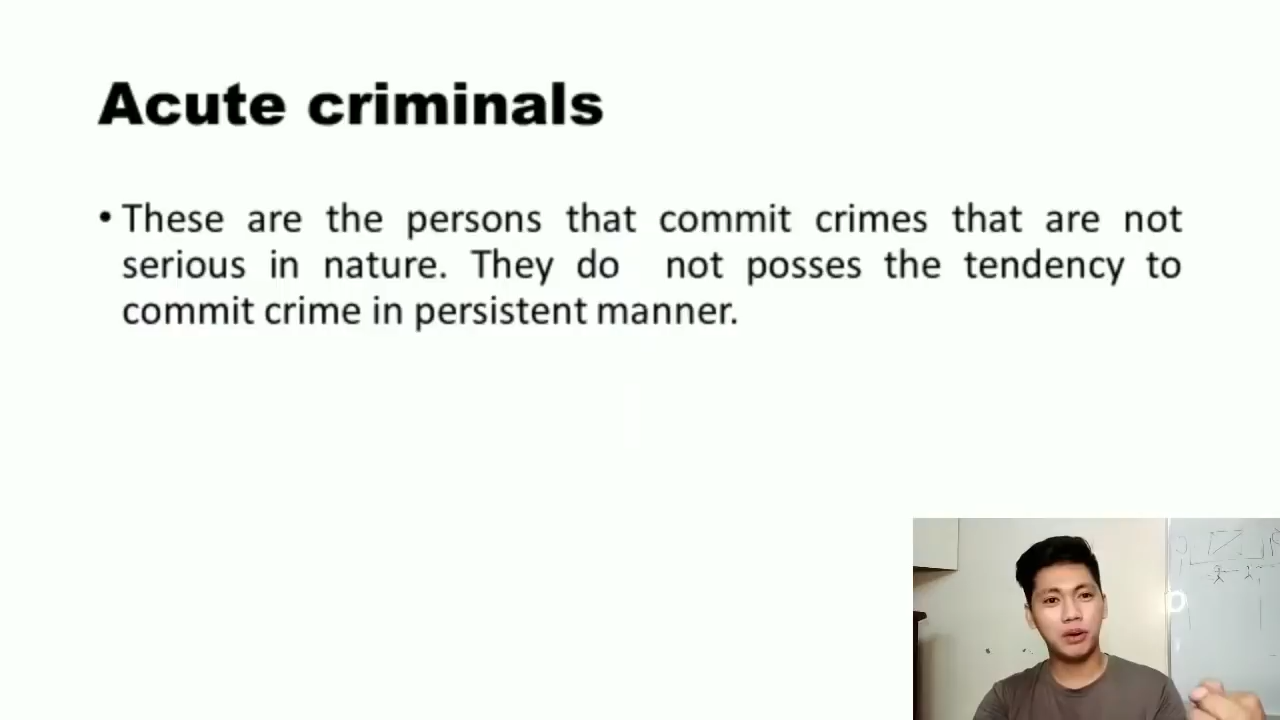 Acute criminals
• These are the persons that commit crimes that are not
serious in nature. They do not posses the tendency to
commit crime in persistent manner.